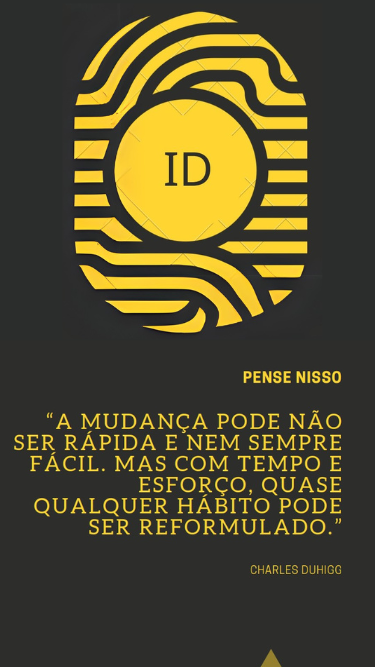 ID
PENSE NISSO
“A MUDANÇA PODE NÃO
SER RÁPIDA E NEM SEMPRE
FÁCIL. MAS COM TEMPO E
ESFORÇO, QUASE
QUALQUER HÁBITO PODE
SER REFORMULADO.”
CHARLES DUHIGG